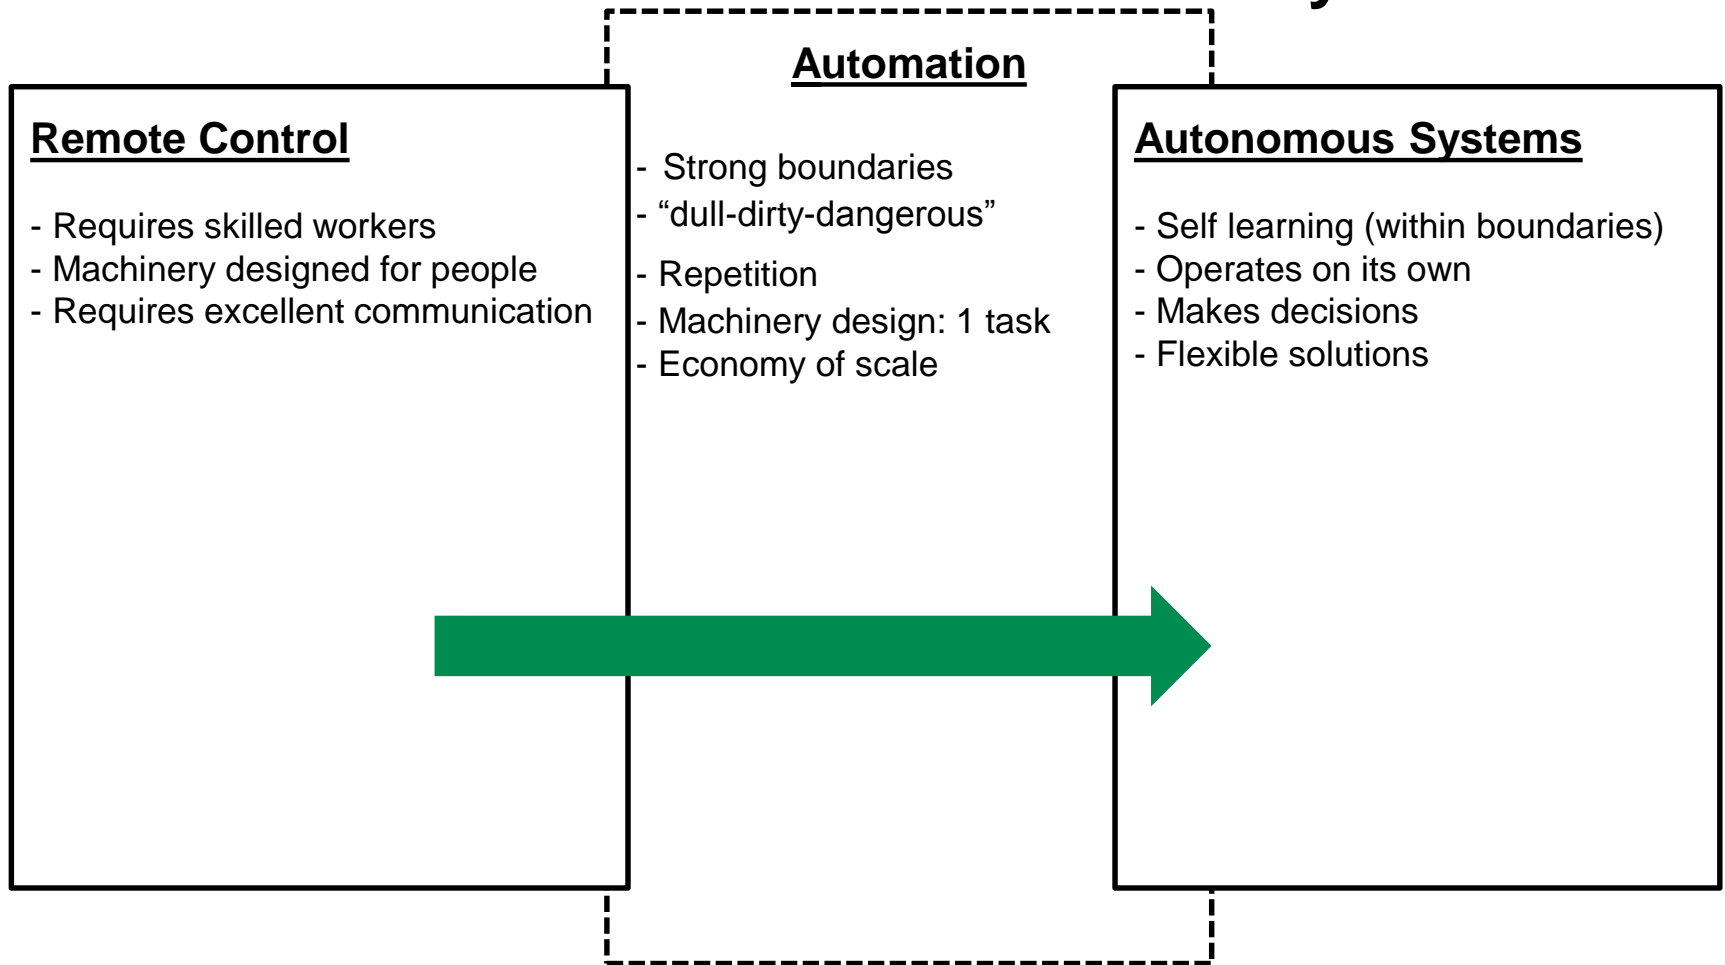 Automation
Remote Control
- Requires skilled workers
- Machinery designed for people
- Requires excellent communication
- Strong boundaries
- “dull-dirty-dangerous”
- Repetition
- Machinery design: 1 task
- Economy of scale
Autonomous Systems
- Self learning (within boundaries)
- Operates on its own
- Makes decisions
- Flexible solutions